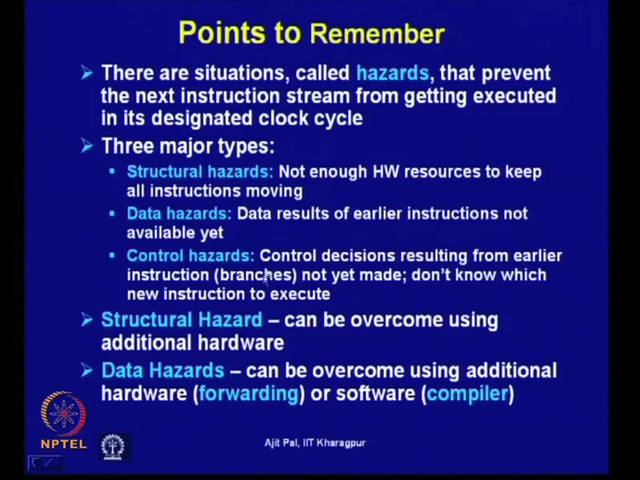 Points to Remember
There are situations, called hazards, that prevent
the next instruction stream from getting executed
in its designated clock cycle
Three major types:
Structural hazards: Not enough HW resources to keep
all instructions moving
Data hazards: Data results of earlier instructions not
available yet
Control hazards: Control decisions resulting from earlier
instruction (branches) not yet made; don't know which
new instruction to execute
Structural Hazard – can be overcome using
additional hardware
Data Hazards – can be overcome using additional
hardware (forwarding) or software (compiler)
NPTEL
Ajit Pal, IIT Kharagpur